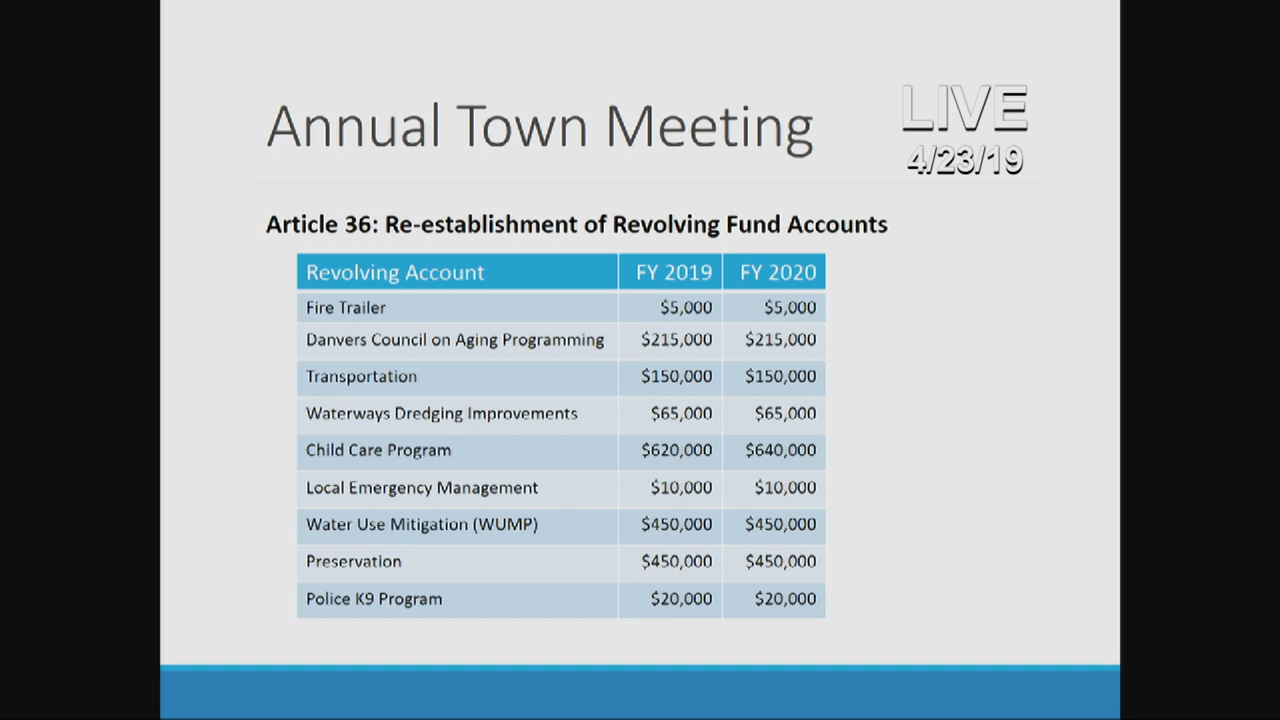 Annual Town Meeting
LIVE
4/23/19
Article 36: Re-establishment of Revolving Fund Accounts
Revolving Account FY 2019 FY 2020
Fire Trailer $5,000 $5,000
Danvers Council on Aging Programming $215,000 $215,000
Transportation $150,000 $150,000
Waterways Dredging Improvements $65,000 $65,000
Child Care Program $620,000 $640,000
Local Emergency Management $10,000 $10,000
Water Use Mitigation (WUMP) $450,000 $450,000
Preservation $450,000 $450,000
Police K9 Program $20,000 $20,000